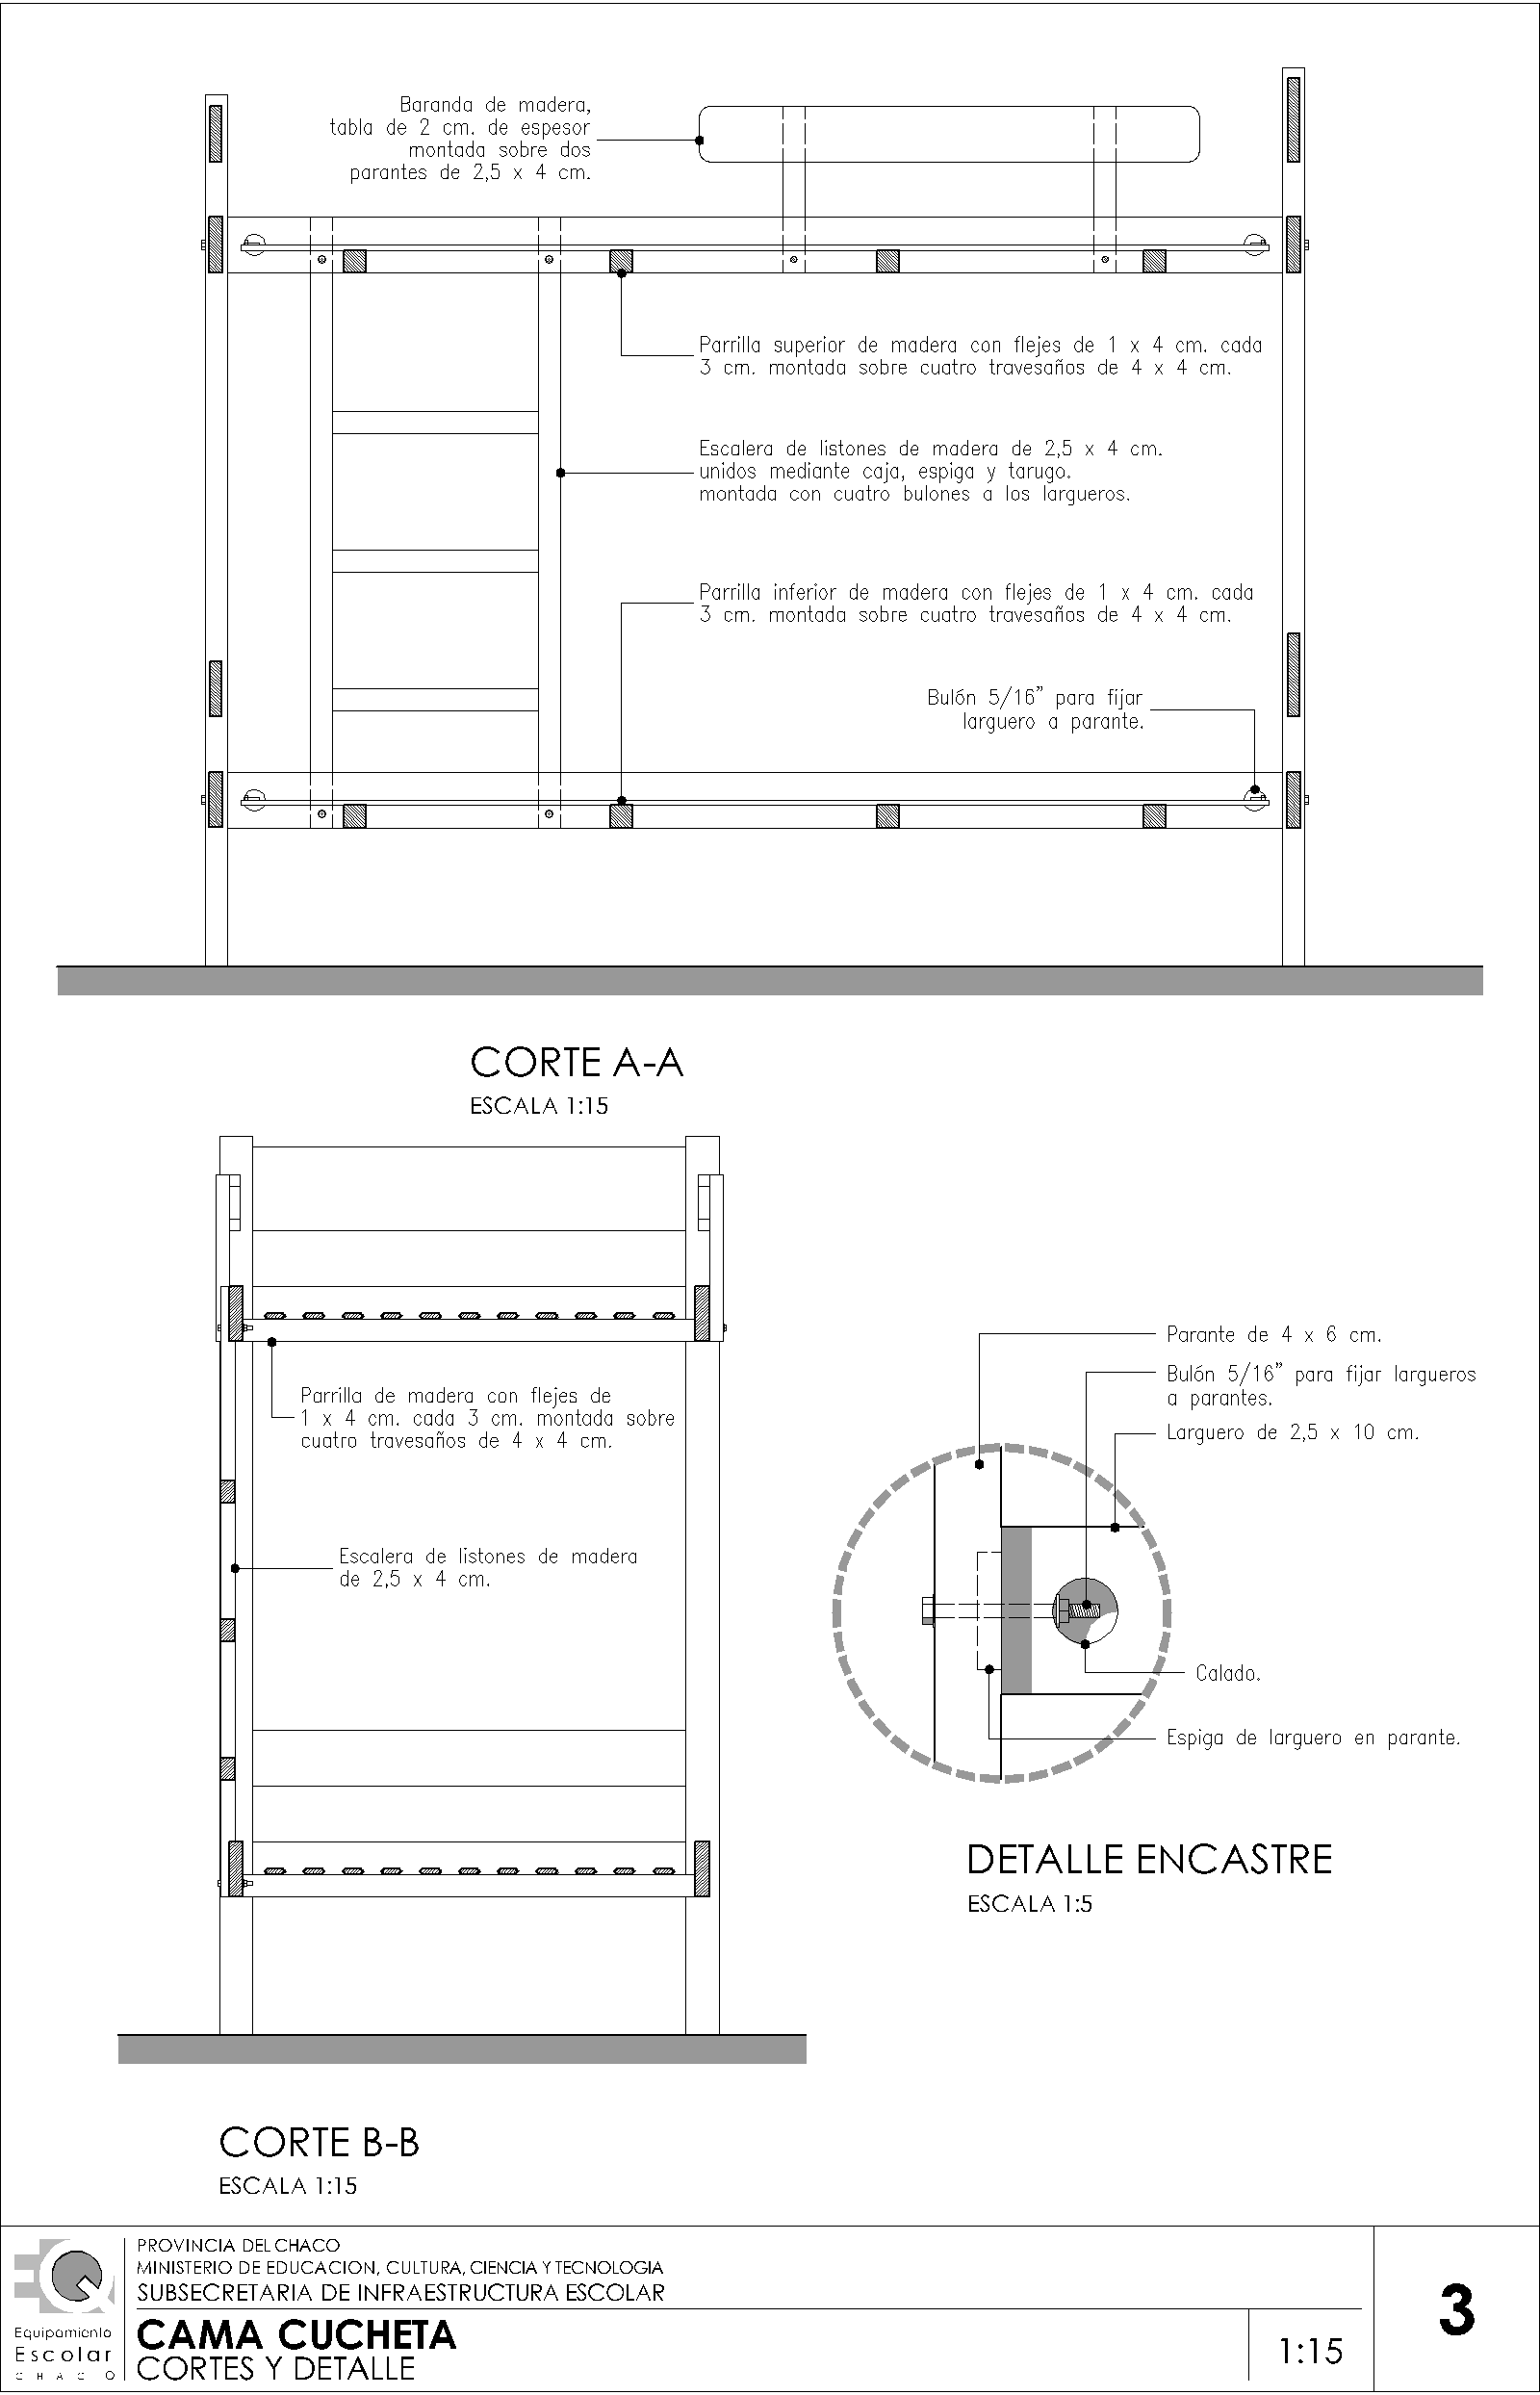 Baranda de madera,
tabla de 2 cm. de espesor
montada sobre dos
parantes de 2,5 x 4 cm.
Parrilla superior de madera con flejes de 1 x 4 cm. cada
3 cm. montada sobre cuatro travesaños de 4 x 4 cm.
Escalera de listones de madera de 2,5 x 4 cm.
unidos mediante caja, espiga y tarugo.
montada con cuatro bulones a los largueros.
Parrilla inferior de madera con flejes de 1 x 4 cm. cada
3 cm. montada sobre cuatro travesaños de 4 x 4 cm.
Bulón 5/16” para fijar
larguero a parante.
CORTE A-A
ESCALA 1:15
Parrilla de madera con flejes de
1 x 4 cm. cada 3 cm. montada sobre
cuatro travesaños de 4 x 4 cm.
Escalera de listones de madera
de 2,5 x 4 cm.
Parante de 4 x 6 cm.
Bulón 5/16” para fijar largueros
a parantes.
Larguero de 2,5 x 10 cm.
Calado.
Espiga de larguero en parante.
DETALLE ENCASTRE
ESCALA 1:5
CORTE B-B
ESCALA 1:15
Equipamiento
Escolar
CHACO
PROVINCIA DEL CHACO
MINISTERIO DE EDUCACION, CULTURA, CIENCIA Y TECNOLOGIA
SUBSECRETARIA DE INFRAESTRUCTURA ESCOLAR
CAMA CUCHETA
CORTES Y DETALLE
1:15
3